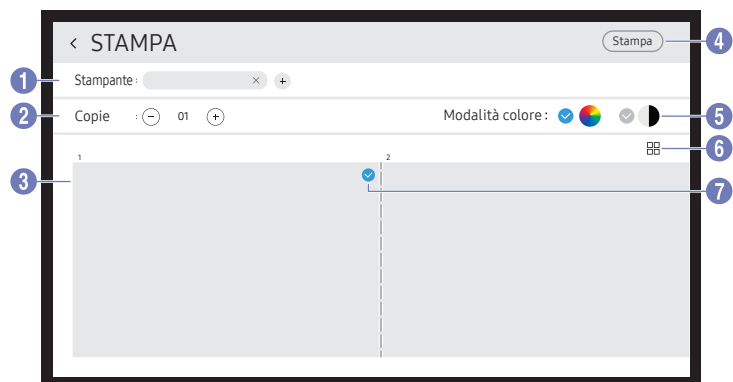 < STAMPA
Stampa
4
1
Stampante :
× +
2
Copie : − 01 +
Modalità colore :
5
6
1
2
3
7